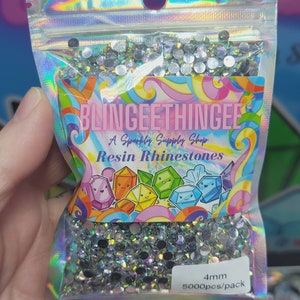 BLINGEETHINGEE
A Sparkly Supply Shop
Resin Rhinestones
4mm
5000pcs/pack